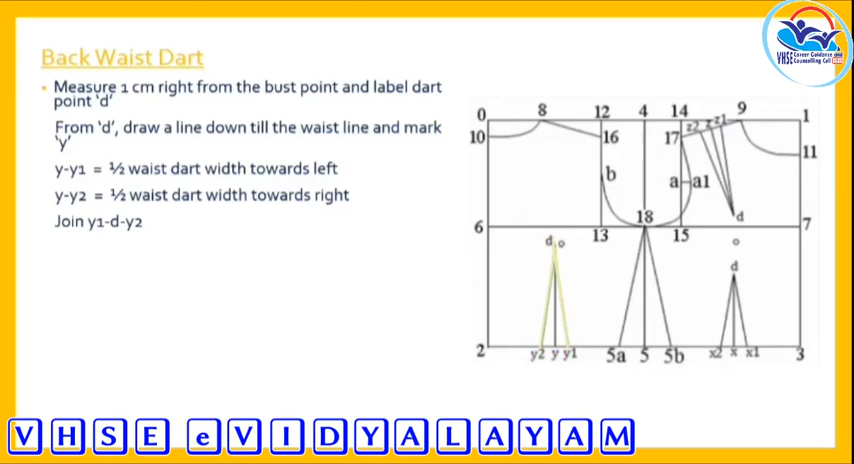 Back Waist Dart
Measure 1 cm right from the bust point and label dart
point 'd'
From 'd', draw a line down till the waist line and mark
'y'
y-y1 = ½ waist dart width towards left
y-y2 = ½ waist dart width towards right
Join y1-d-y2
VHSE Career Guidance and
Counselling Cell
0 8 12 4 14 9 1
10 16 17 z2 z z1 11
b a a1
6 13 18 15 d 7
d o o
d
2 y2 y y1 5a 5 5b x2 x x1 3
V H S E e V I D Y A L A Y A M